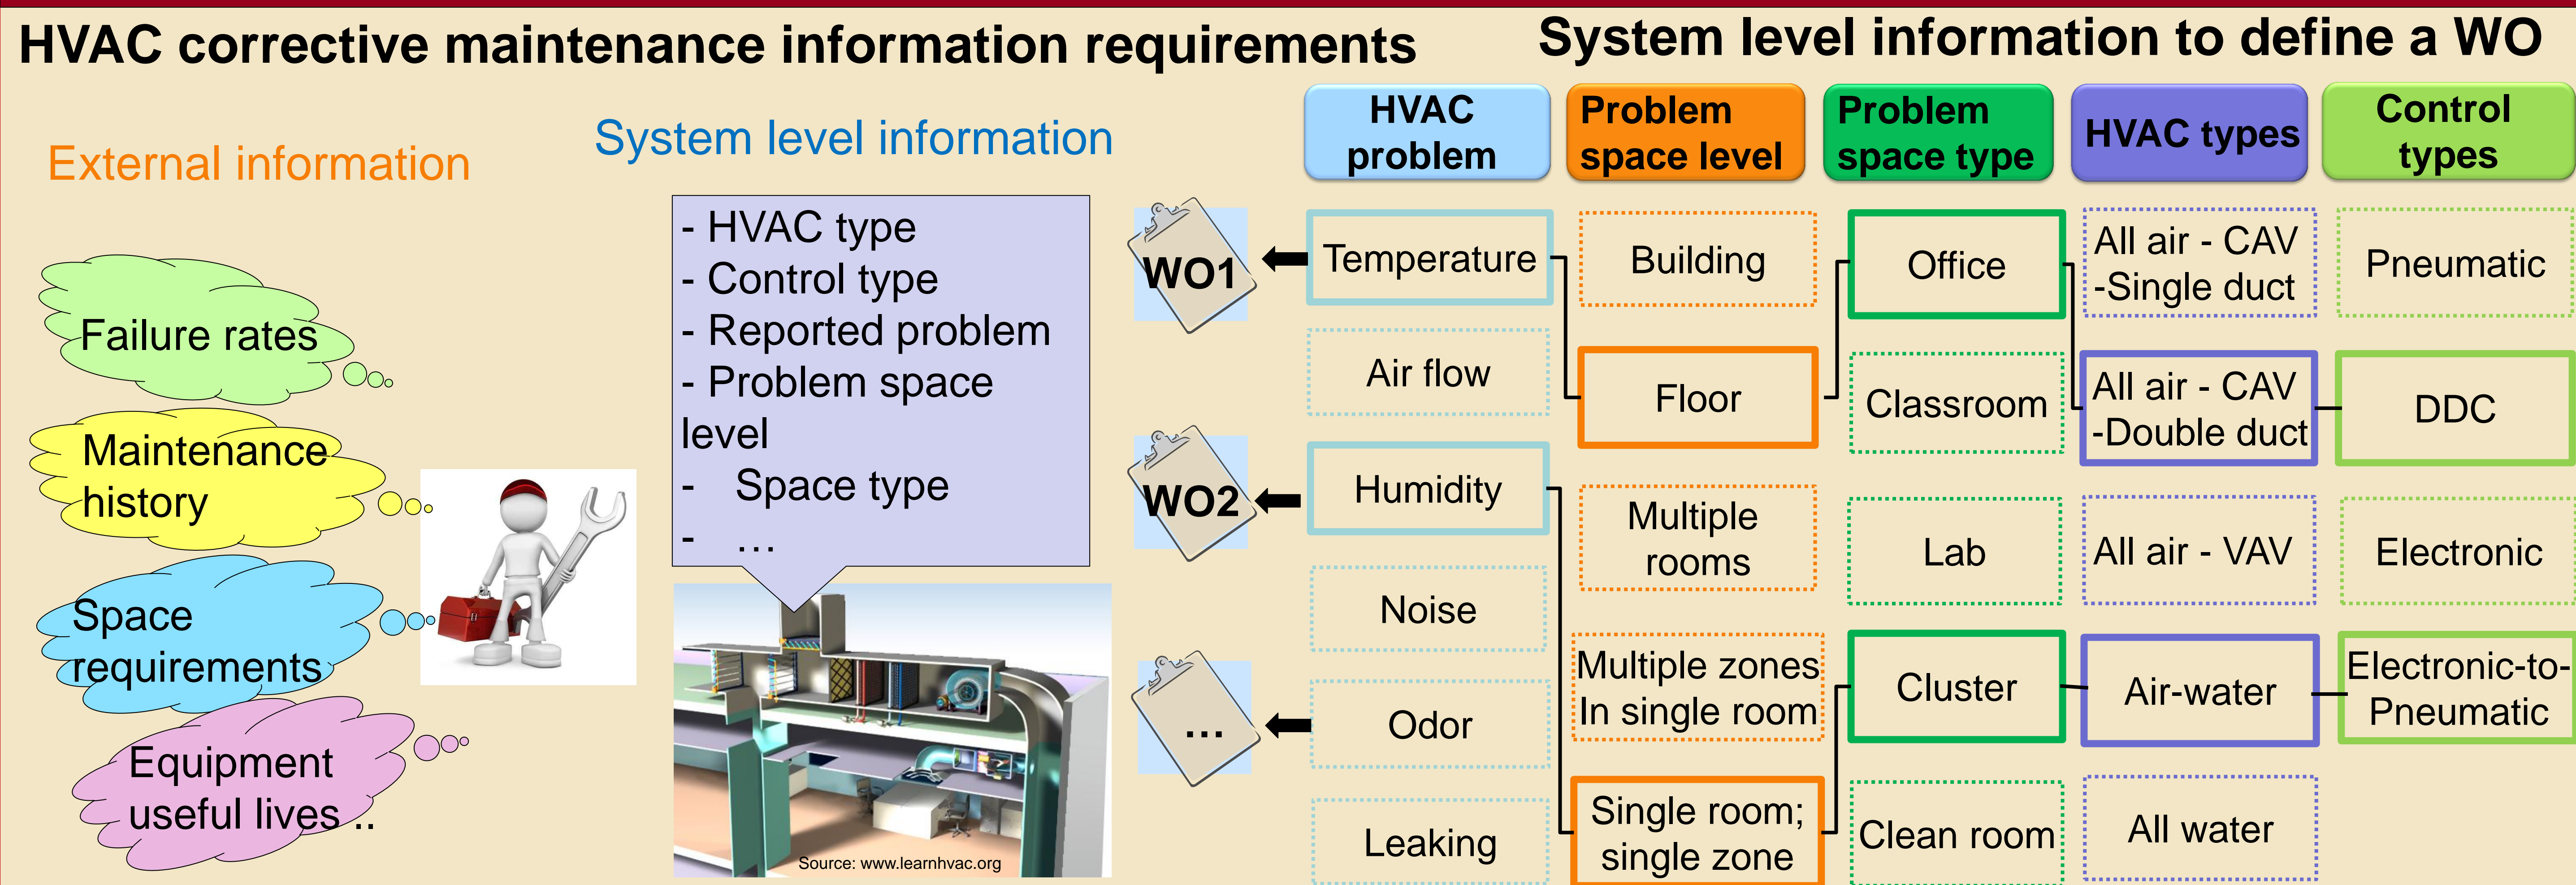 HVAC corrective maintenance information requirements
External information
Failure rates
Maintenance
history
Space
requirements
Equipment
useful lives ..
System level information
- HVAC type
- Control type
- Reported problem
- Problem space
level
- Space type
- ...
Source: www.learnhvac.org
System level information to define a WO
HVAC
problem
Problem
space level
Problem
space type
HVAC types
Control
types
WO1
WO2
...
Temperature
Air flow
Humidity
Noise
Odor
Leaking
Building
Floor
Multiple
rooms
Multiple zones
In single room
Single room;
single zone
Office
Classroom
Lab
Cluster
Clean room
All air - CAV
-Single duct
All air - CAV
-Double duct
All air - VAV
Air-water
All water
Pneumatic
DDC
Electronic
Electronic-to-
Pneumatic